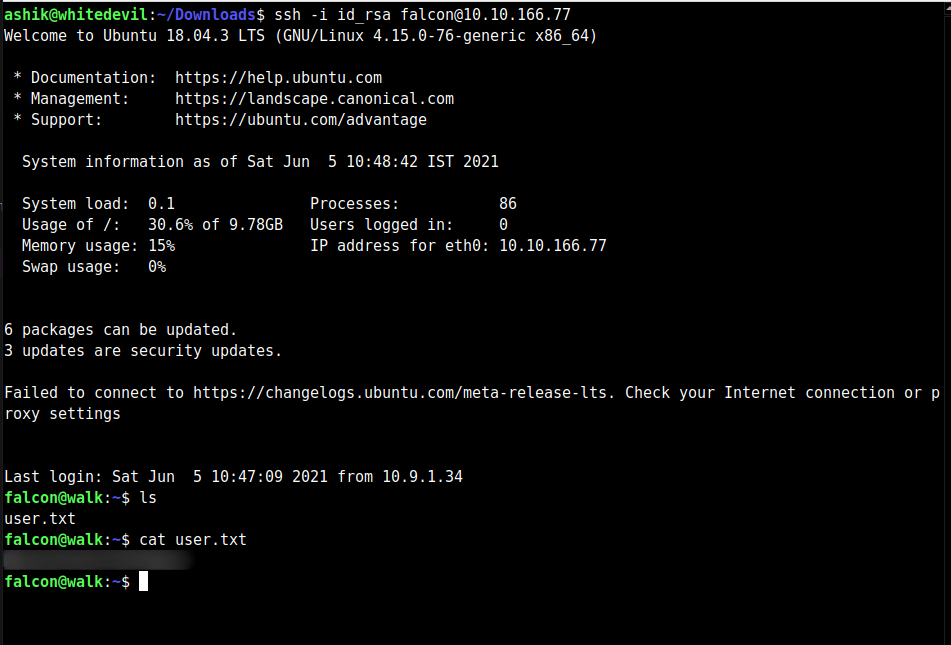 ashik@whitedevil:~/Downloads$ ssh -i id_rsa falcon@10.10.166.77
Welcome to Ubuntu 18.04.3 LTS (GNU/Linux 4.15.0-76-generic x86_64)
* Documentation:  https://help.ubuntu.com
* Management:     https://landscape.canonical.com
* Support:        https://ubuntu.com/advantage
System information as of Sat Jun  5 10:48:42 IST 2021
System load:  0.1               Processes:           86
Usage of /:   30.6% of 9.78GB   Users logged in:     0
Memory usage: 15%               IP address for eth0: 10.10.166.77
Swap usage:   0%
6 packages can be updated.
3 updates are security updates.
Failed to connect to https://changelogs.ubuntu.com/meta-release-lts. Check your Internet connection or p
roxy settings
Last login: Sat Jun  5 10:47:09 2021 from 10.9.1.34
falcon@walk:~$ ls
user.txt
falcon@walk:~$ cat user.txt
falcon@walk:~$